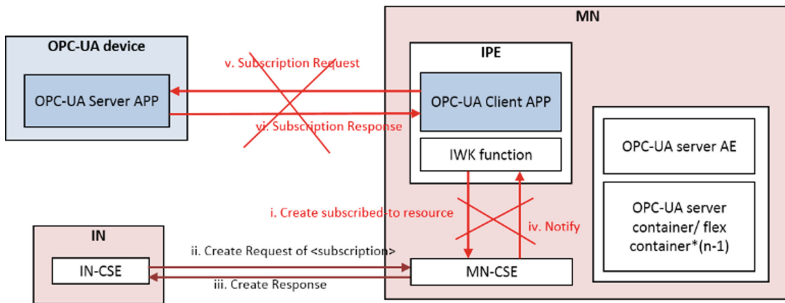 MN
OPC-UA device
IPE
v. Subscription Request
OPC-UA Server APP
OPC-UA Client APP
vi. Subscription Response
IWK function
OPC-UA server AE
i. Create subscribed-to resource
iv. Notify
OPC-UA server
container/ flex
container*(n-1)
IN
ii. Create Request of <subscription>
IN-CSE
MN-CSE
iii. Create Response